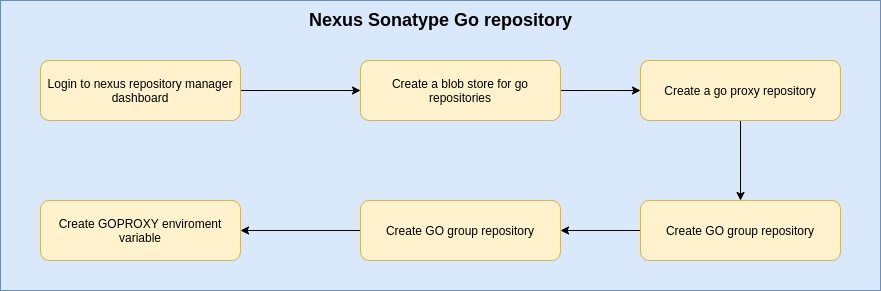 Nexus Sonatype Go repository
Login to nexus repository manager
dashboard
Create a blob store for go
repositories
Create a go proxy repository
Create GO group repository
Create GO group repository
Create GOPROXY enviroment
variable